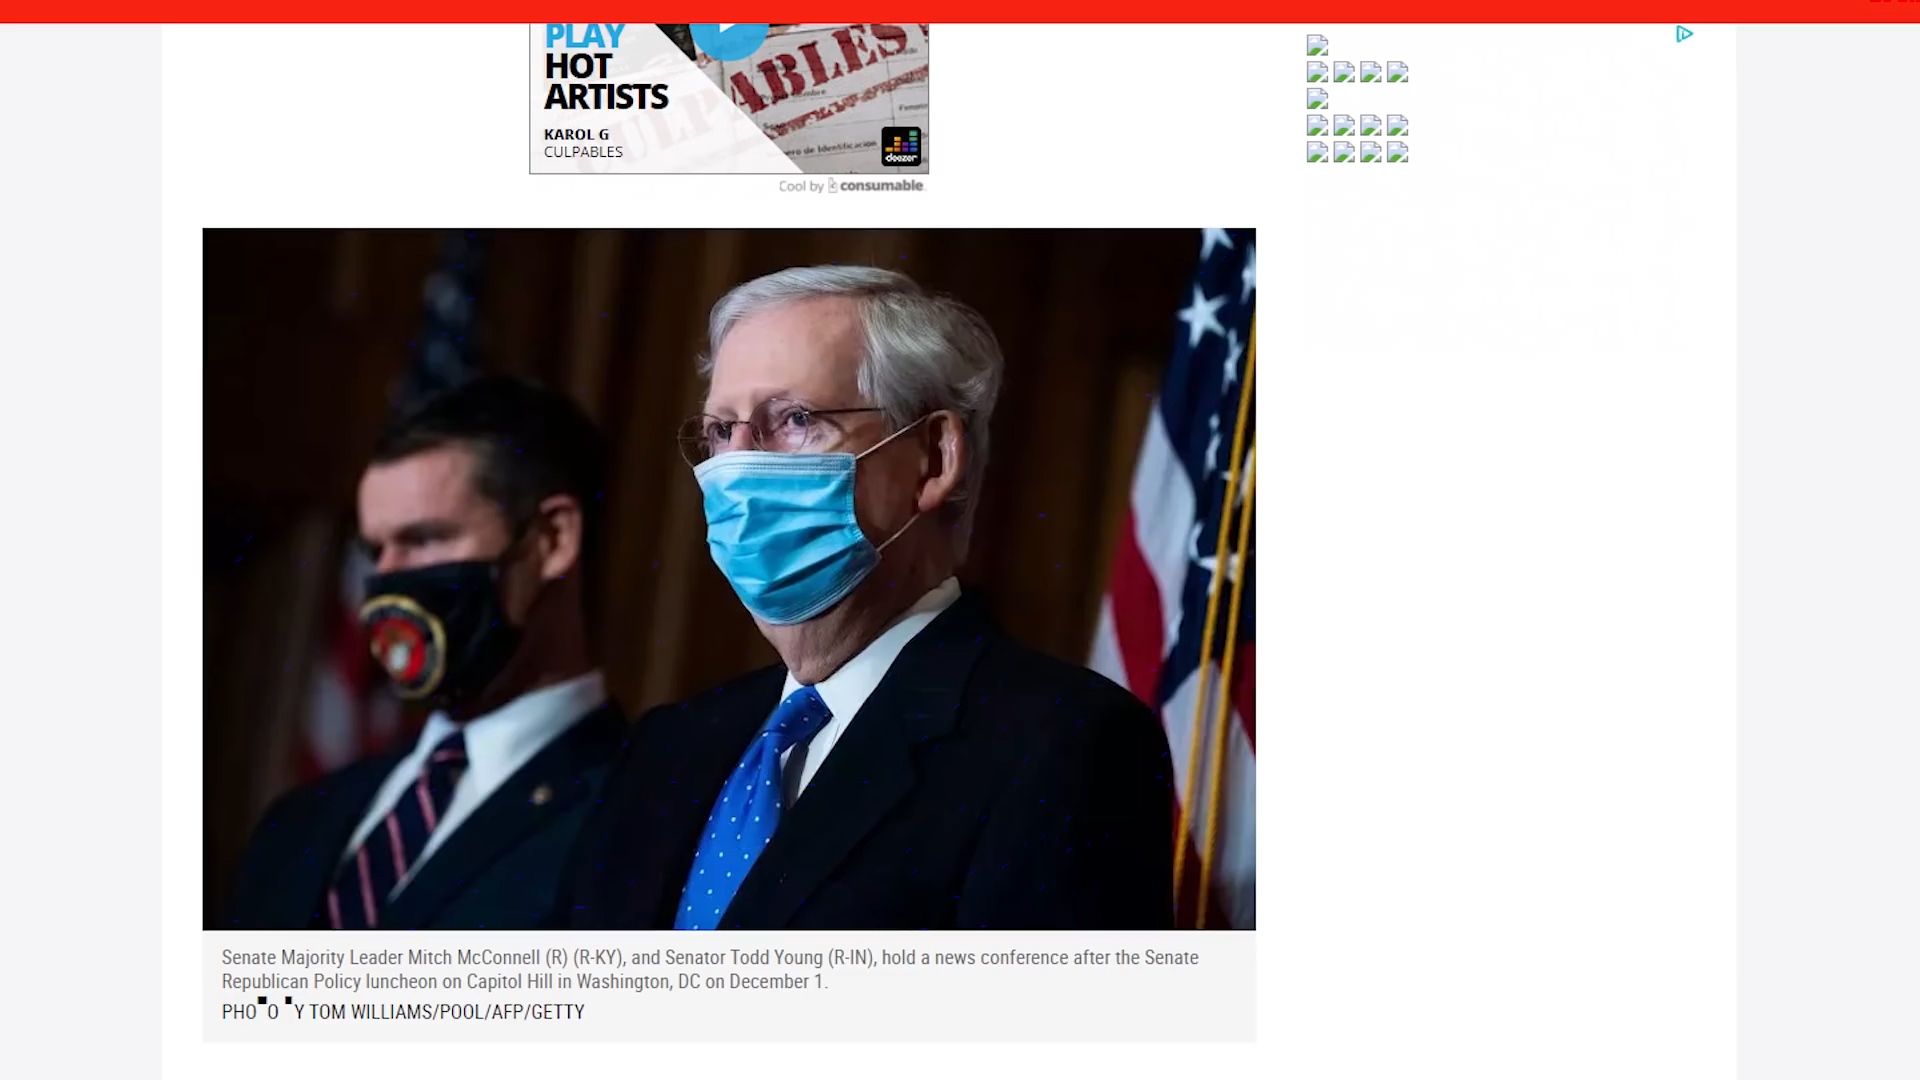 PLAY
HOT
ARTISTS
KAROL G
CULPABLES
deezer
Cool by consumable.
Senate Majority Leader Mitch McConnell (R) (R-KY), and Senator Todd Young (R-IN), hold a news conference after the Senate
Republican Policy luncheon on Capitol Hill in Washington, DC on December 1.
TOM WILLIAMS/POOL/AFP/GETTY